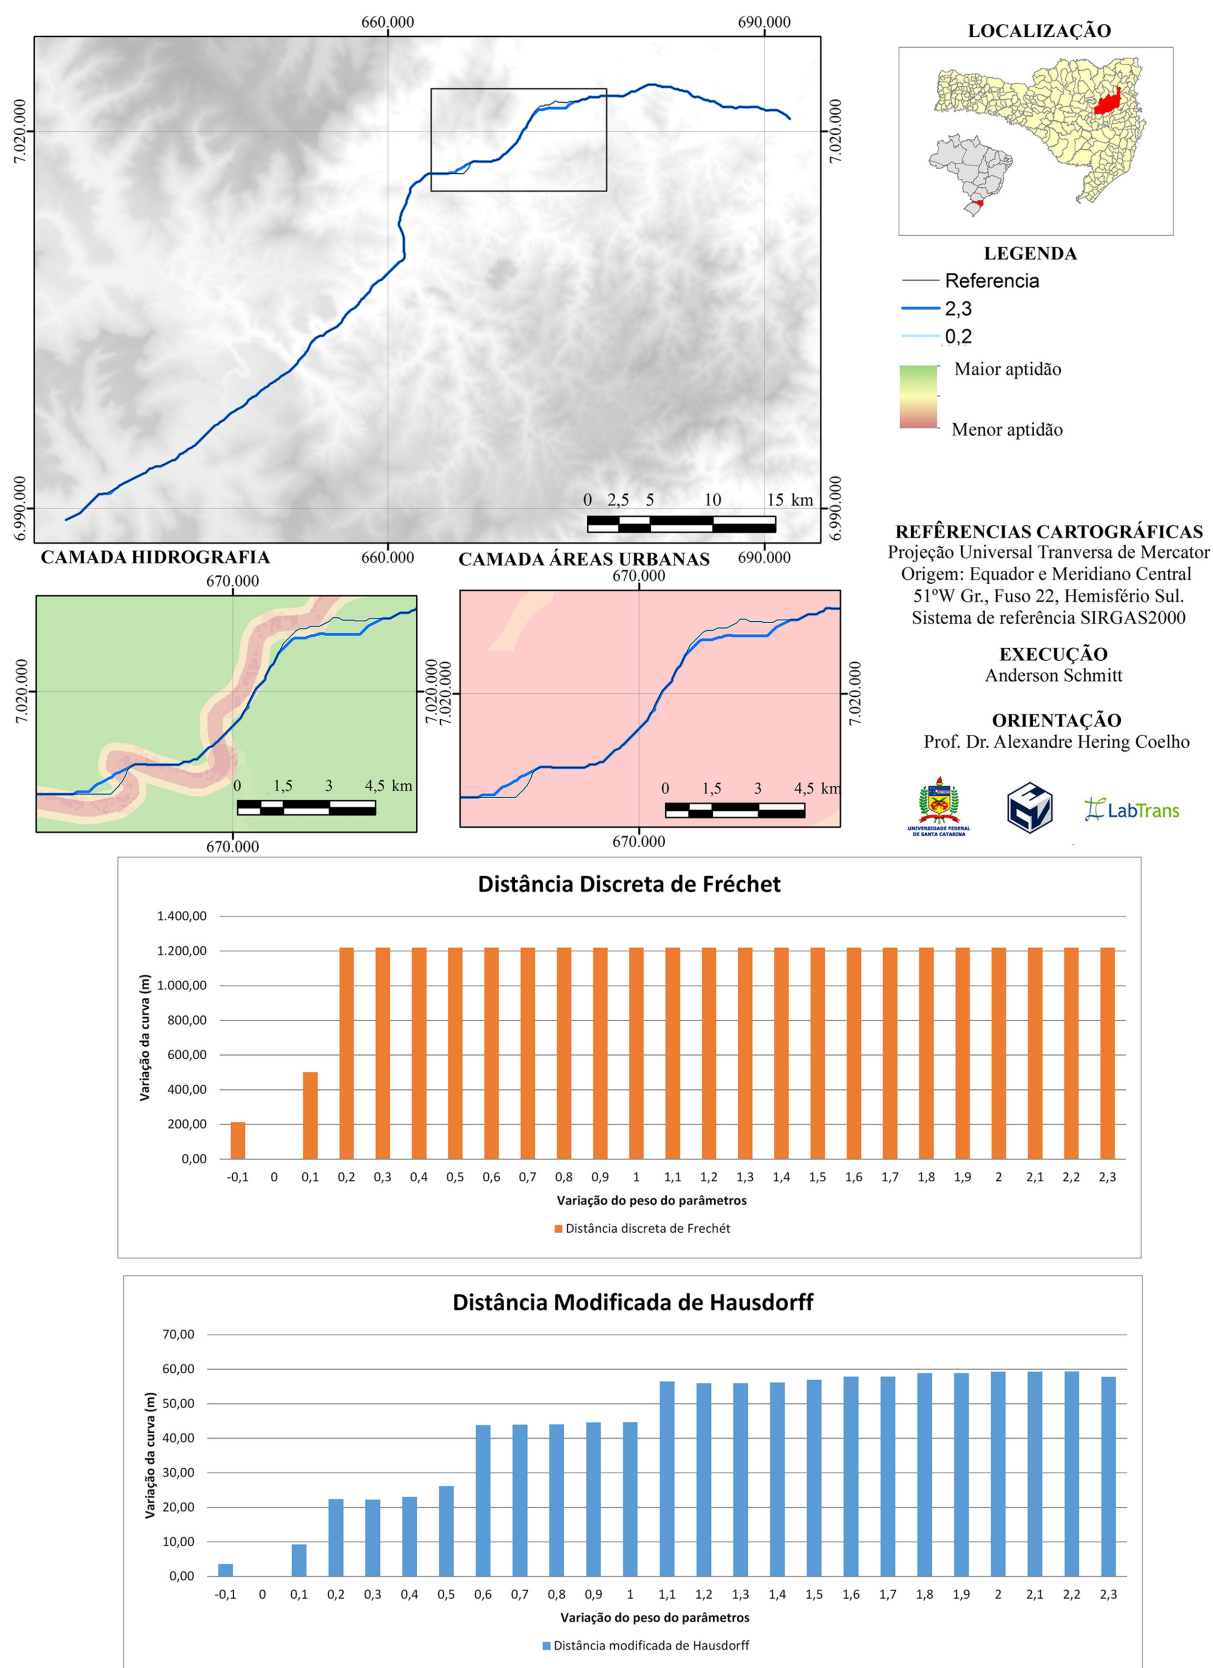 660.000
690.000
7.020.000
7.020.000
6.990.000
6.990.000
0 2,5 5 10 15 km
660.000
690.000
LOCALIZAÇÃO
LEGENDA
Referencia
2,3
0,2
Maior aptidão
Menor aptidão
REFÊRENCIAS CARTOGRÁFICAS
Projeção Universal Tranversa de Mercator
Origem: Equador e Meridiano Central
51ºW Gr., Fuso 22, Hemisfério Sul.
Sistema de referência SIRGAS2000
EXECUÇÃO
Anderson Schmitt
ORIENTAÇÃO
Prof. Dr. Alexandre Hering Coelho
UNIVERSIDADE FEDERAL
DE SANTA CATARINA
ECV
LabTrans
CAMADA HIDROGRAFIA
670.000
7.020.000
7.020.000
0 1,5 3 4,5 km
670.000
CAMADA ÁREAS URBANAS
670.000
7.020.000
7.020.000
0 1,5 3 4,5 km
670.000
Distância Discreta de Fréchet
Variação da curva (m)
1.400,00
1.200,00
1.000,00
800,00
600,00
400,00
200,00
0,00
-0,1 0 0,1 0,2 0,3 0,4 0,5 0,6 0,7 0,8 0,9 1 1,1 1,2 1,3 1,4 1,5 1,6 1,7 1,8 1,9 2 2,1 2,2 2,3
Variação do peso do parâmetros
Distância discreta de Frechét
Distância Modificada de Hausdorff
Variação da curva (m)
70,00
60,00
50,00
40,00
30,00
20,00
10,00
0,00
-0,1 0 0,1 0,2 0,3 0,4 0,5 0,6 0,7 0,8 0,9 1 1,1 1,2 1,3 1,4 1,5 1,6 1,7 1,8 1,9 2 2,1 2,2 2,3
Variação do peso do parâmetros
Distância modificada de Hausdorff